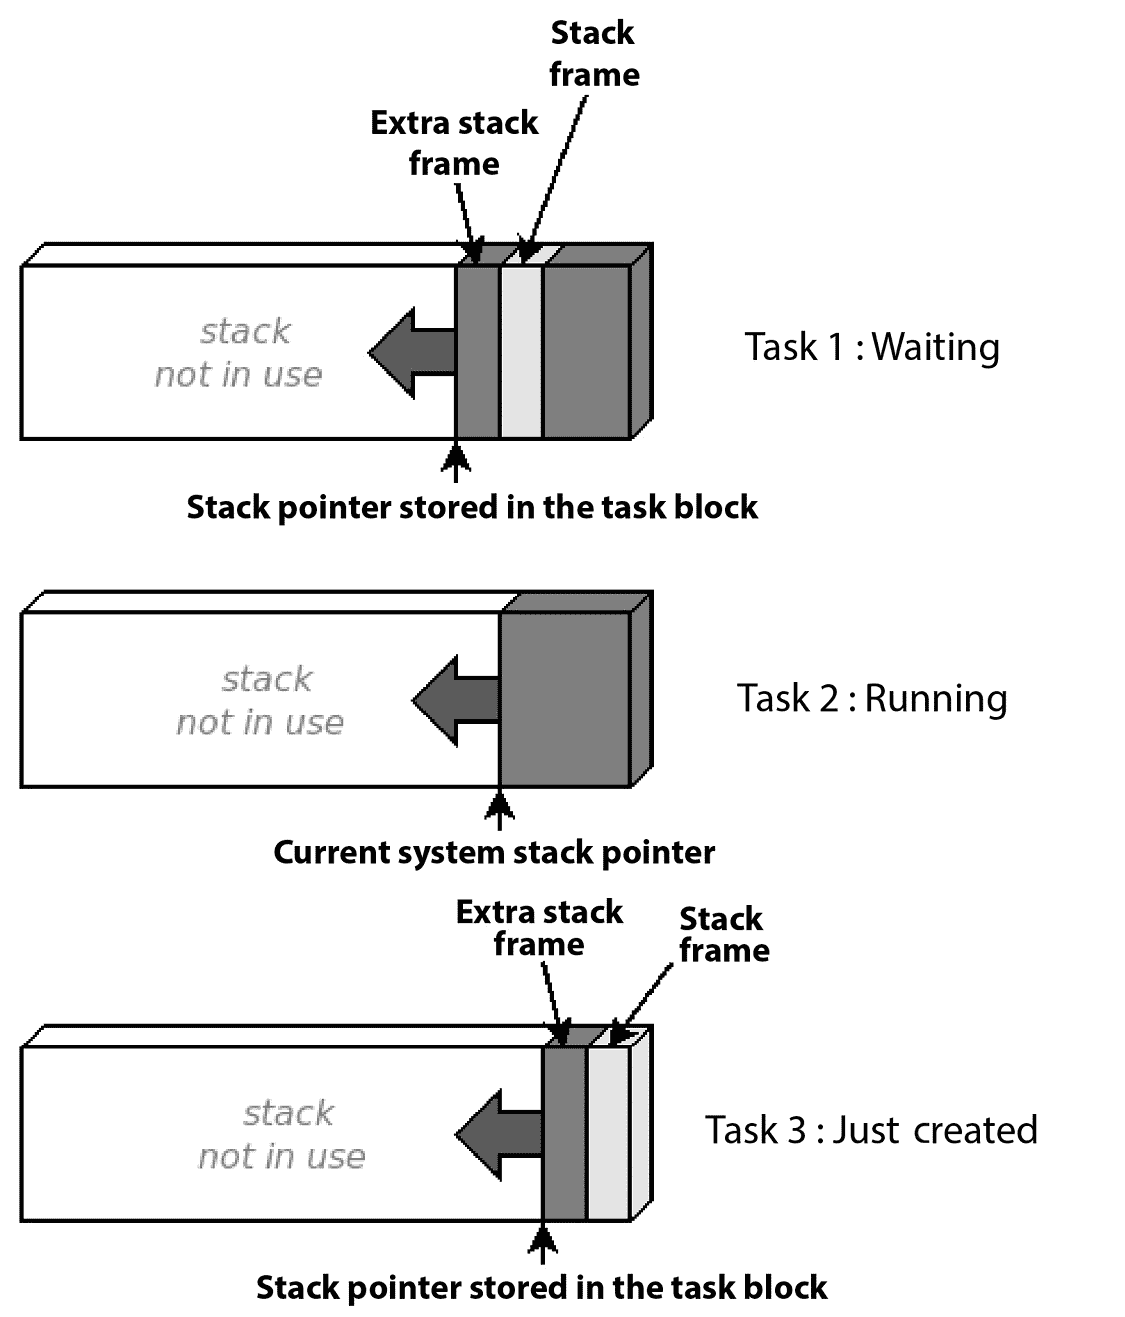 Stack
frame
Extra stack
frame
stack
not in use
Task 1 : Waiting
Stack pointer stored in the task block
stack
not in use
Task 2 : Running
Current system stack pointer
Extra stack
frame
Stack
frame
stack
not in use
Task 3 : Just created
Stack pointer stored in the task block